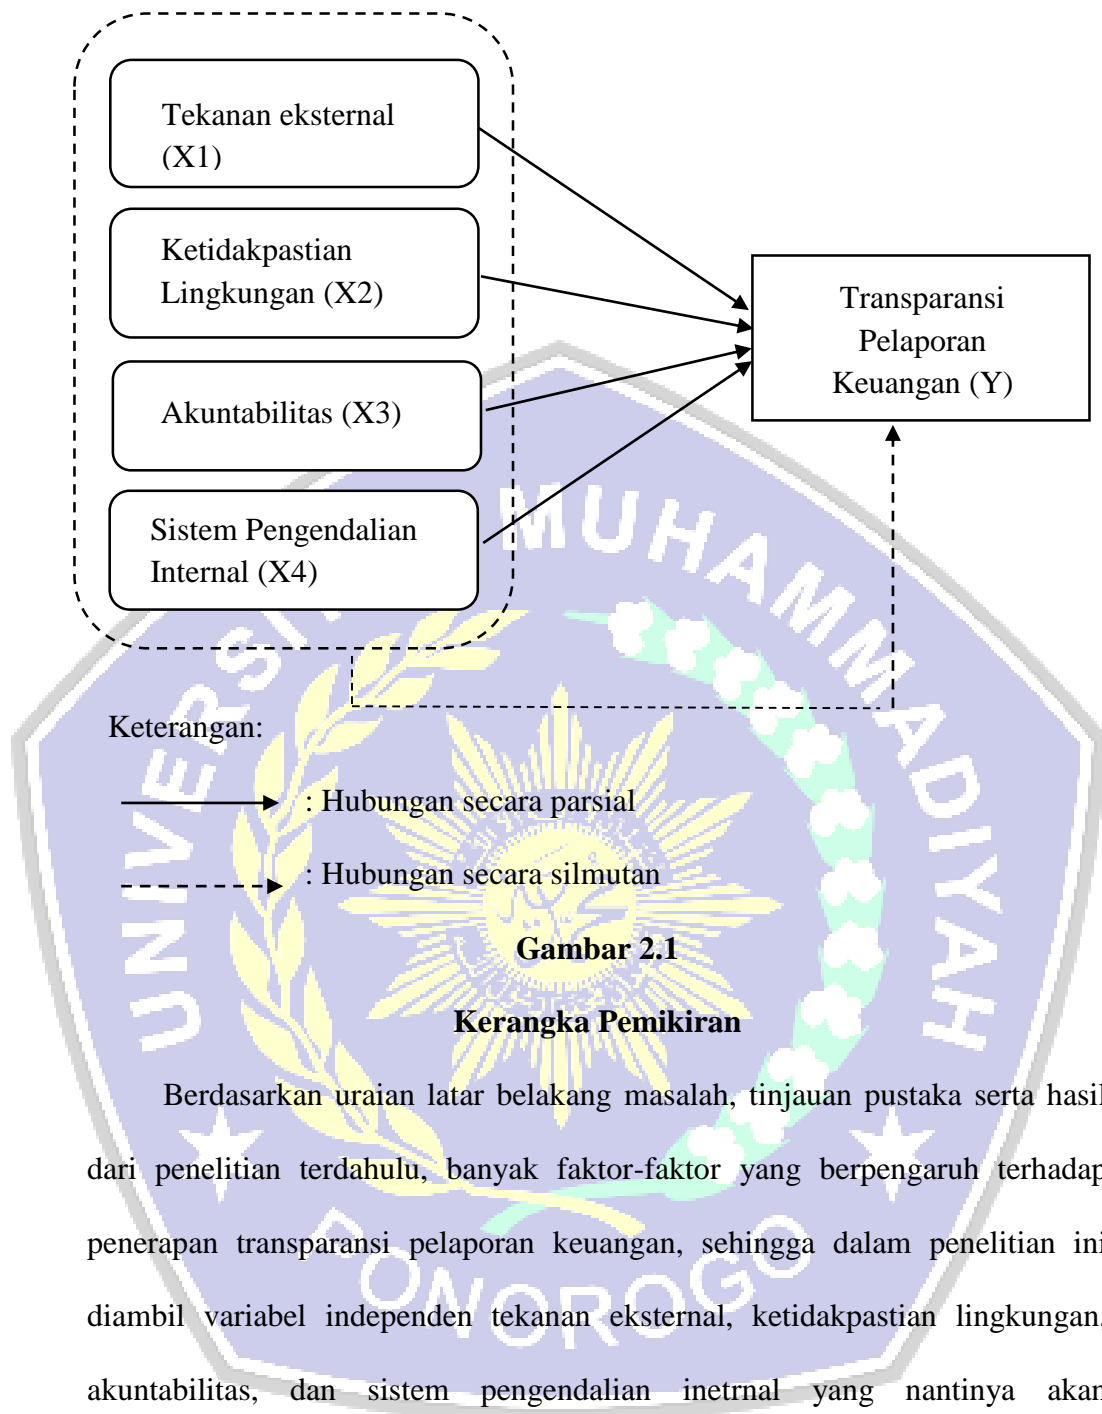 Tekanan eksternal
(X1)
Ketidakpastian
Lingkungan (X2)
Akuntabilitas (X3)
Sistem Pengendalian
Internal (X4)
Transparansi
Pelaporan
Keuangan (Y)
Keterangan:
: Hubungan secara parsial
: Hubungan secara silmutan
Gambar 2.1
Kerangka Pemikiran
Berdasarkan uraian latar belakang masalah, tinjauan pustaka serta hasil
dari penelitian terdahulu, banyak faktor-faktor yang berpengaruh terhadap
penerapan transparansi pelaporan keuangan, sehingga dalam penelitian ini
diambil variabel independen tekanan eksternal, ketidakpastian lingkungan,
akuntabilitas, dan sistem pengendalian inetrnal yang nantinya akan
MUHAMMADIYAH
PONOROGO